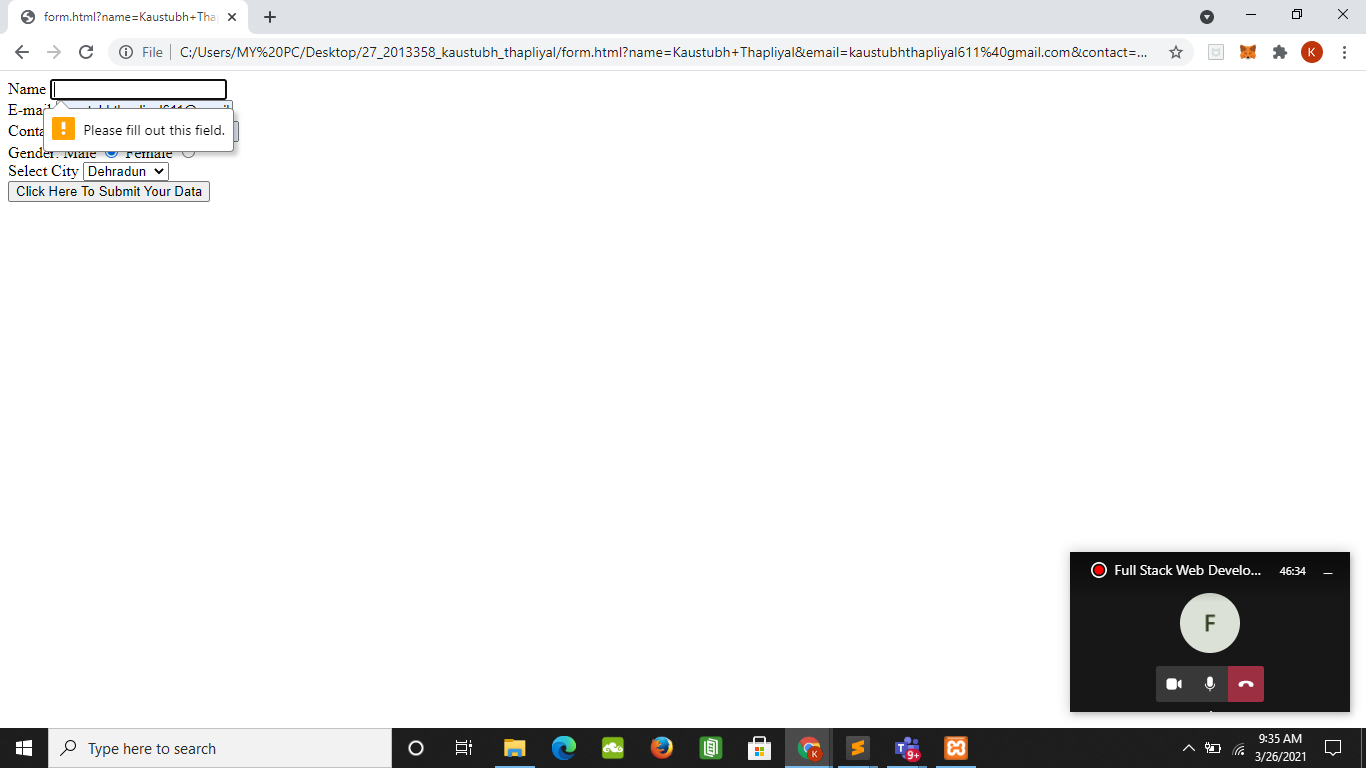 form.html?name=Kaustubh+Tha
File
C:/Users/MY%20PC/Desktop/27_2013358_kaustubh_thapliyal/form.html?name=Kaustubh+Thapliyal&email=kaustubhthapliyal611%40gmail.com&contact=...
K
Name
E-mail
Please fill out this field.
Conta
Gender: Male Female
Select City Dehradun
Click Here To Submit Your Data
Full Stack Web Develo... 46:34
F
Type here to search
K
T
9+
9:35 AM
3/26/2021